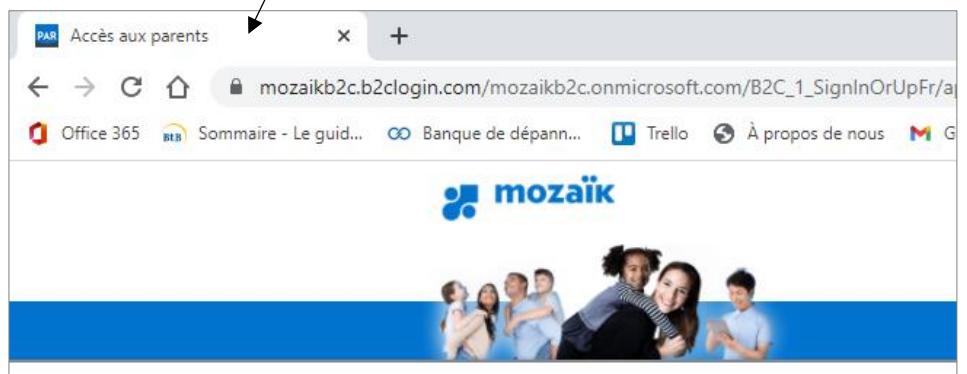 PAR Accès aux parents
mozaikb2c.b2clogin.com/mozaikb2c.onmicrosoft.com/B2C_1_SignInOrUpFr/a
Office 365 BtB Sommaire - Le guid... Banque de dépann... Trello À propos de nous G
mozaïk